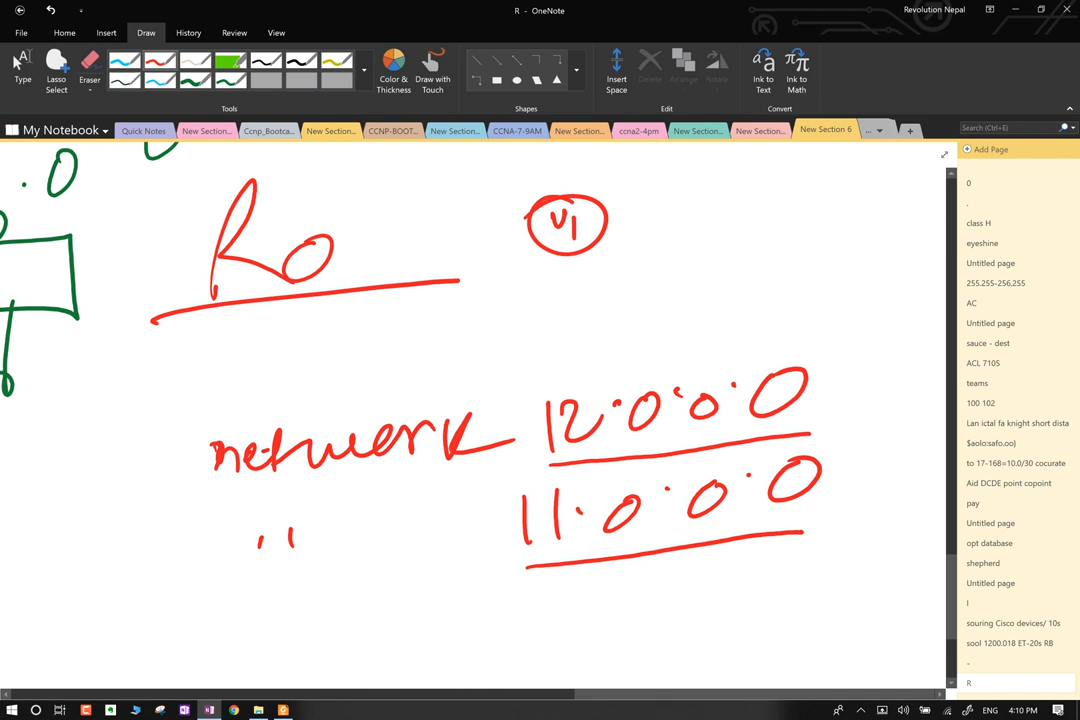 R - OneNote
Revolution Nepal
File Home Insert Draw History Review View
Type
Lasso Select
Eraser
Color & Thickness
Draw with Touch
Insert Space
Delete
Arrange
Rotate
Ink to Text
Ink to Math
Tools Shapes Edit Convert
My Notebook
Quick Notes New Section... Ccnp_Bootca... New Section... CCNP-BOOT... New Section... CCNA-7-9AM New Section... ccna2-4pm New Section... New Section... New Section 6 ... +
Search (Ctrl+E)
Add Page
. 0
R0
V1
network 12.0.0.0
" 11.0.0.0
0
.
class H
eyeshine
Untitled page
255.255-256.255
AC
Untitled page
sauce - dest
ACL 7105
teams
100 102
Lan ictal fa knight short dista
$aolo:safo.oo)
to 17-168=10.0/30 cocurate
Aid DCDE point copoint
pay
Untitled page
opt database
shepherd
Untitled page
l
souring Cisco devices/ 10s
sool 1200.018 ET-20s RB
-
R
ENG 4:10 PM